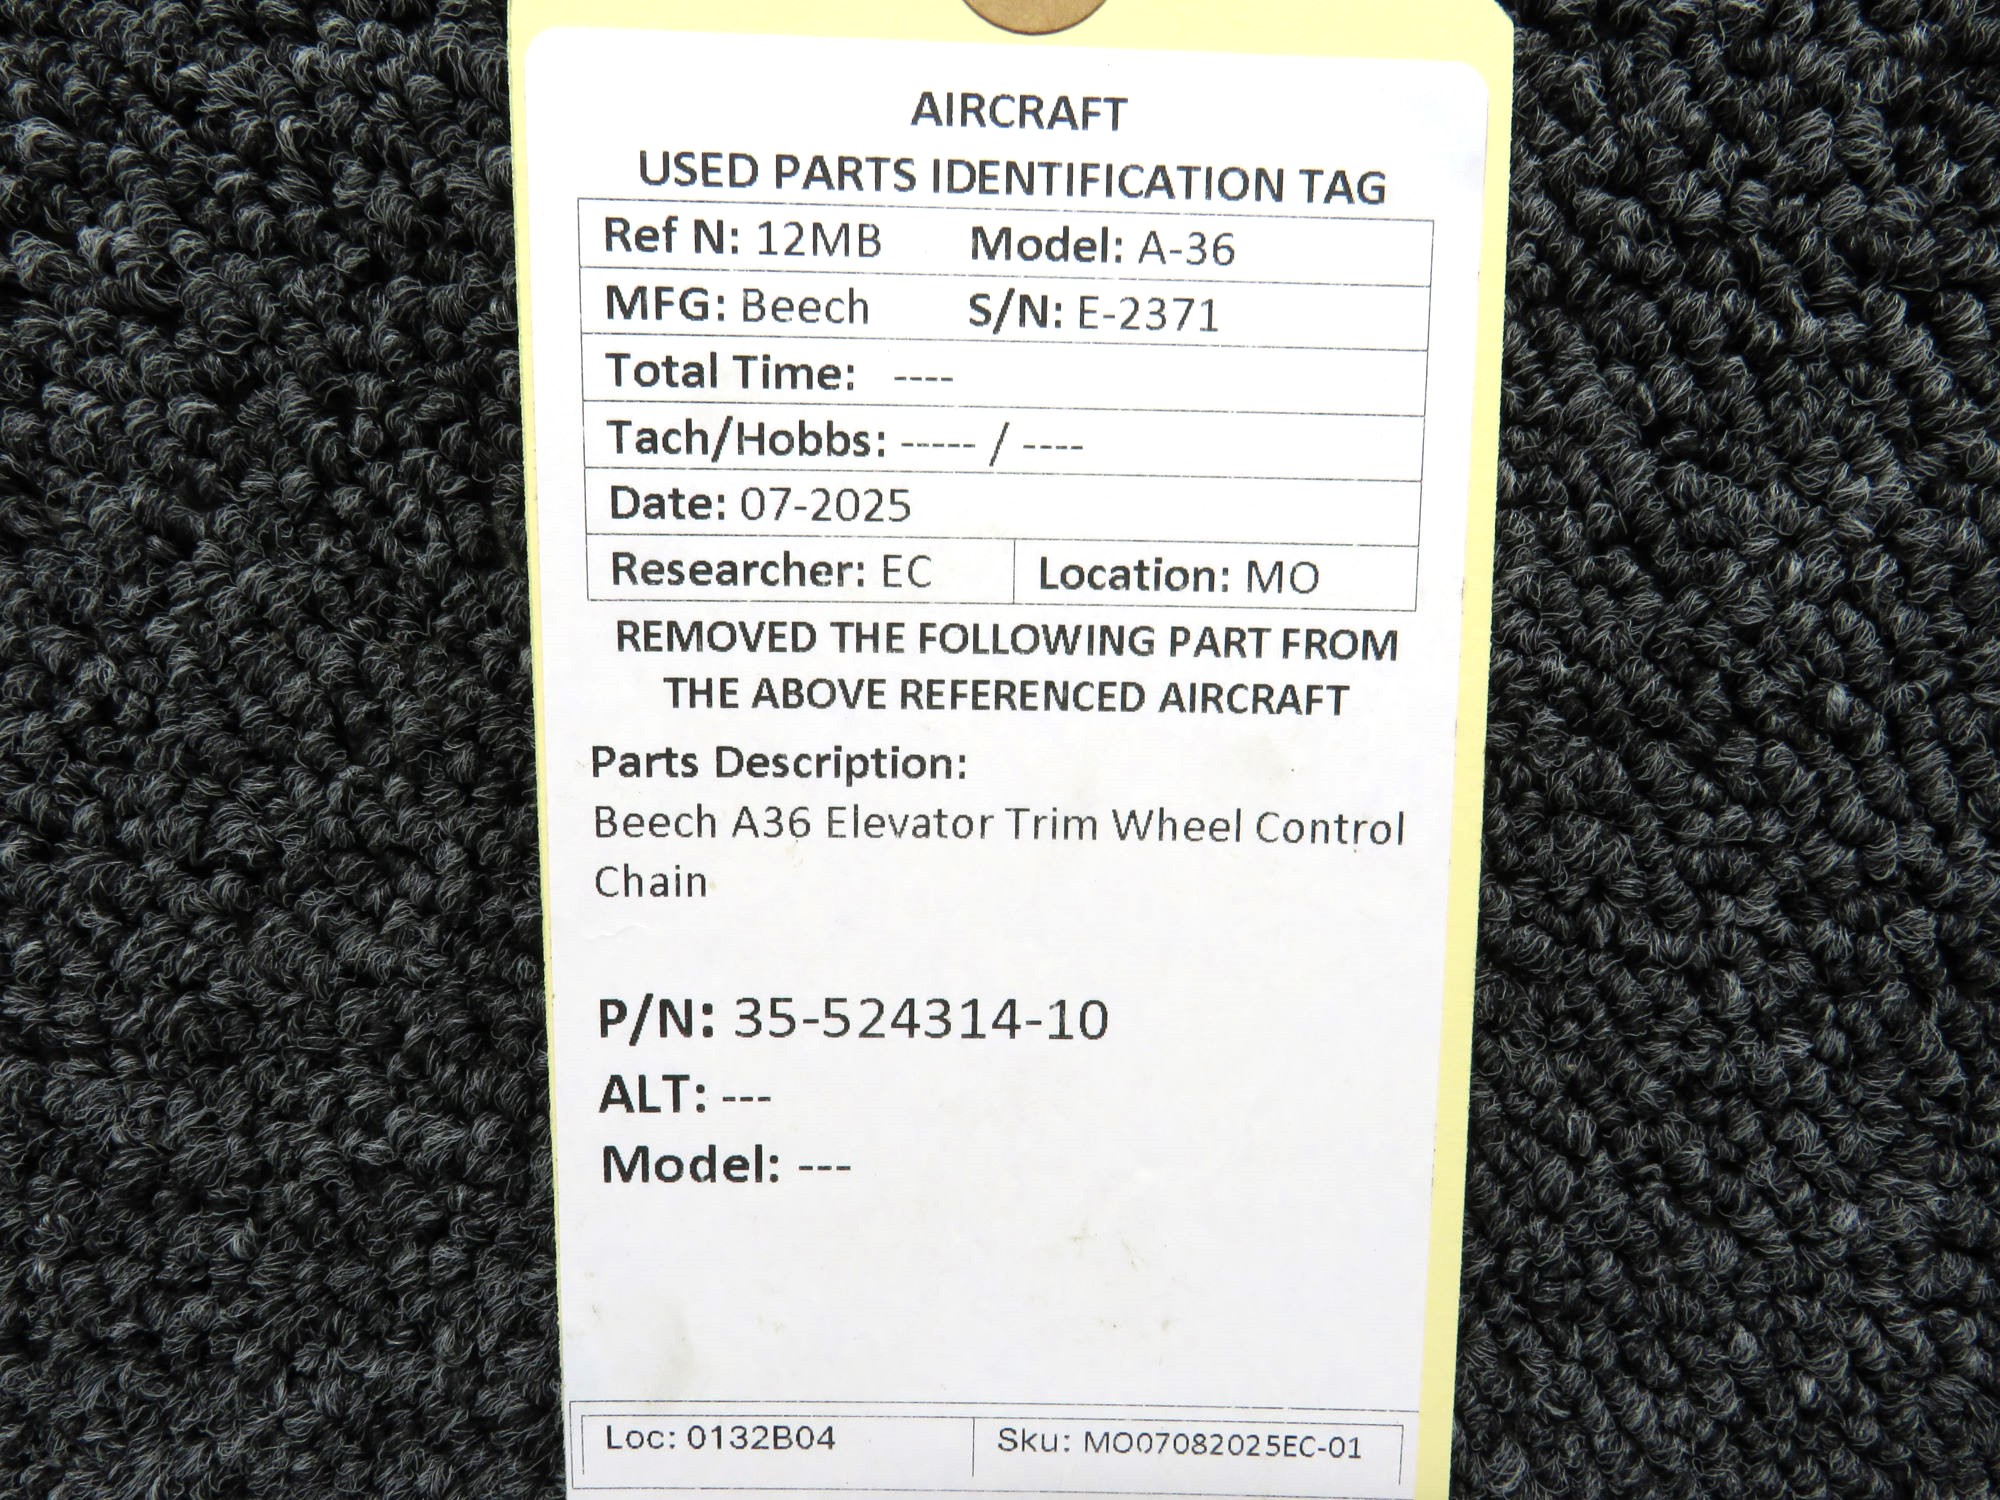 AIRCRAFT
USED PARTS IDENTIFICATION TAG
Ref N: 12MB Model: A-36
MFG: Beech S/N: E-2371
Total Time: ----
Tach/Hobbs: ----- / ----
Date: 07-2025
Researcher: EC Location: MO
REMOVED THE FOLLOWING PART FROM
THE ABOVE REFERENCED AIRCRAFT
Parts Description:
Beech A36 Elevator Trim Wheel Control
Chain
P/N: 35-524314-10
ALT: ---
Model: ---
Loc: 0132B04 Sku: MO07082025EC-01